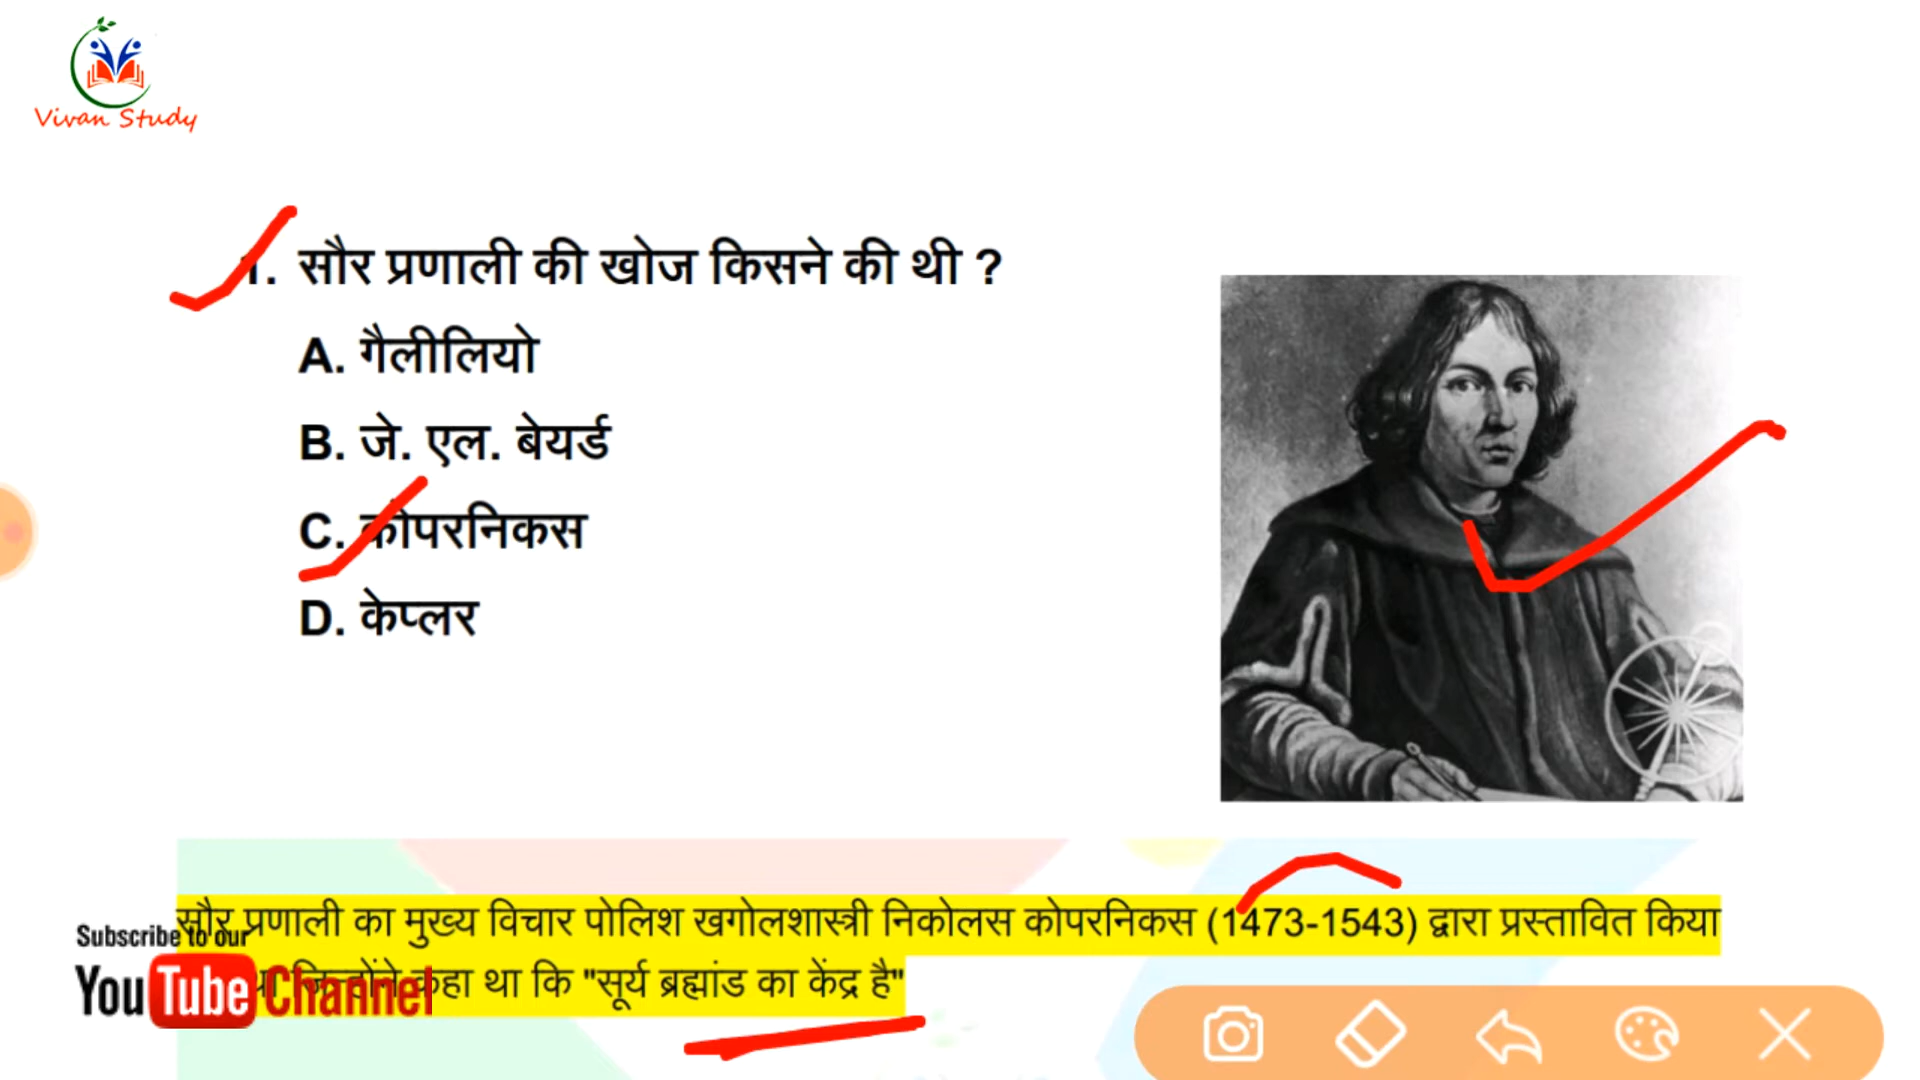 Vivan Study
1. सौर प्रणाली की खोज किसने की थी ?
A. गैलीलियो
B. जे. एल. बेयर्ड
C. कोपरनिकस
D. केप्लर
सौर प्रणाली का मुख्य विचार पोलिश खगोलशास्त्री निकोलस कोपरनिकस (1473-1543) द्वारा प्रस्तावित किया
था जिन्होंने कहा था कि "सूर्य ब्रह्मांड का केंद्र है"
Subscribe to our
YouTube Channel